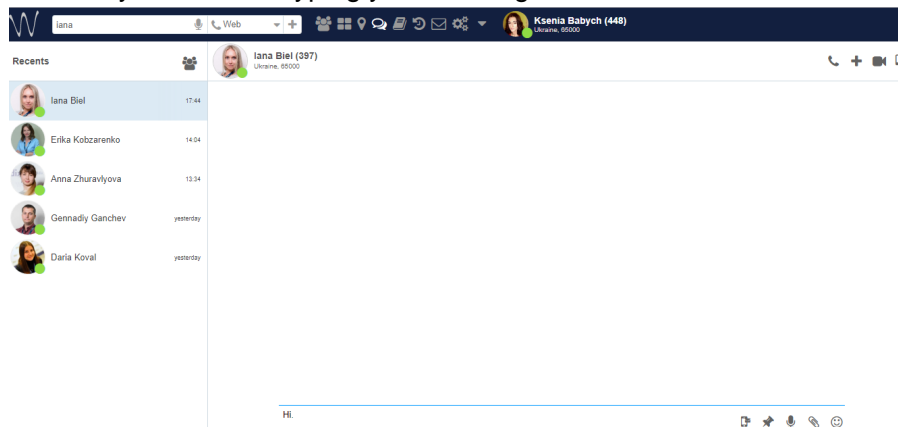 iana
Web
Ksenia Babych (448)
Ukraine, 65000
Recents
Iana Biel (397)
Ukraine, 65000
Iana Biel 17:44
Erika Kobzarenko 14:04
Anna Zhuravlyova 13:34
Gennadiy Ganchev yesterday
Daria Koval yesterday
Hi.